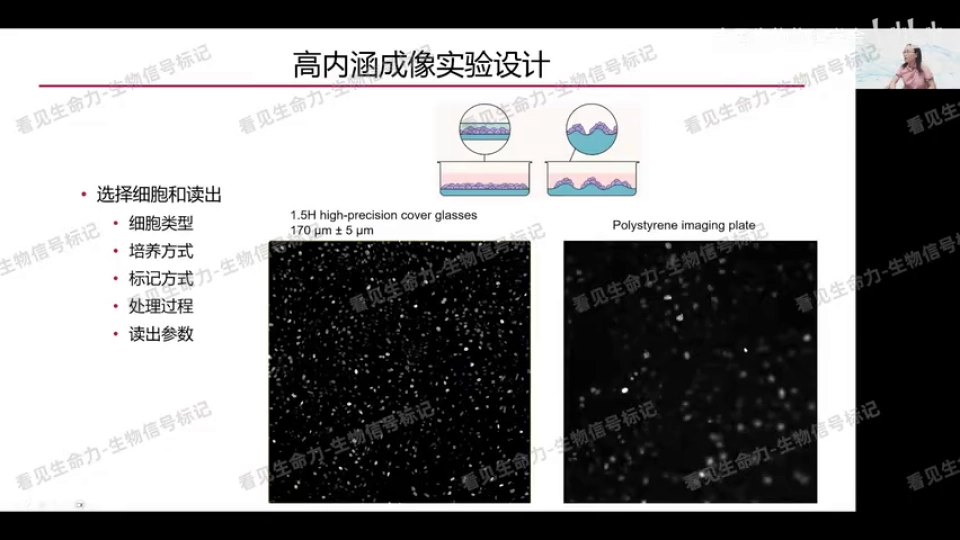 高内涵成像实验设计
• 选择细胞和读出
• 细胞类型
• 培养方式
• 标记方式
• 处理过程
• 读出参数
1.5H high-precision cover glasses
170 µm ± 5 µm
Polystyrene imaging plate
看见生命力-生物信号标记